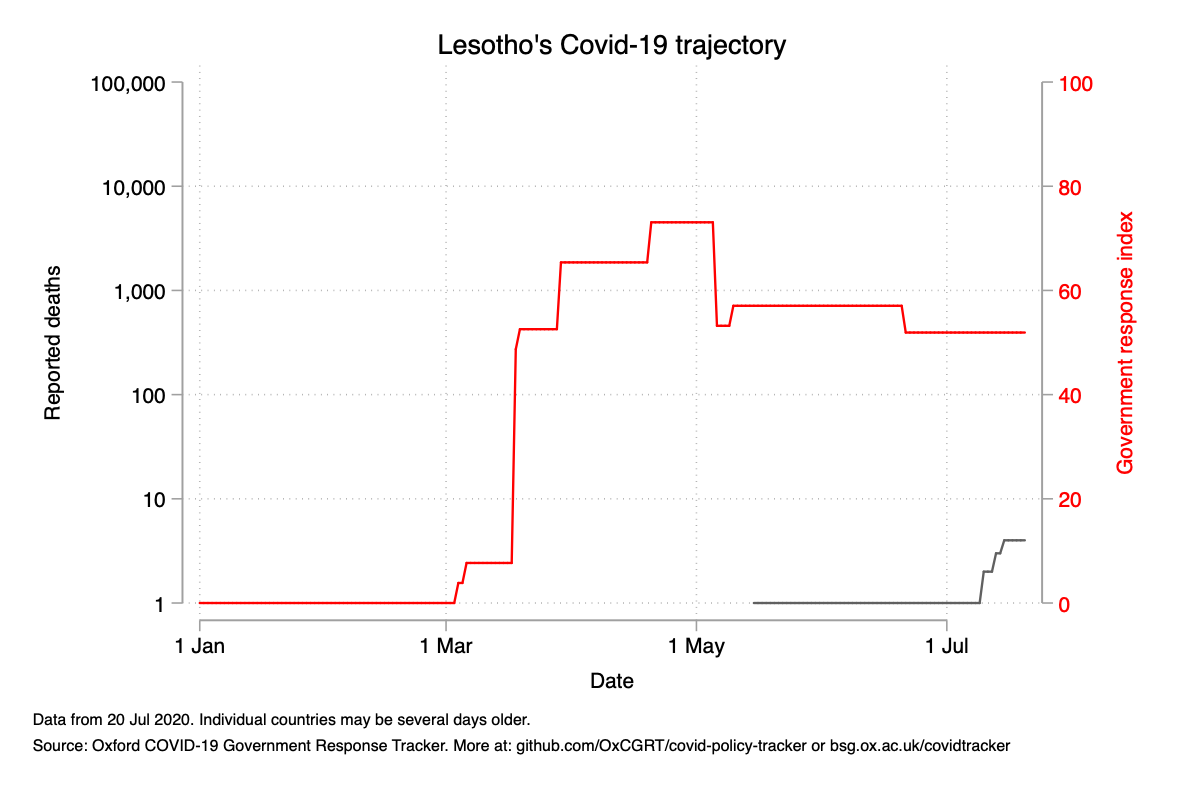 Lesotho's Covid-19 trajectory
100,000
10,000
1,000
100
10
1
Reported deaths
100
80
60
40
20
0
Government response index
1 Jan
1 Mar
1 May
1 Jul
Date
Data from 20 Jul 2020. Individual countries may be several days older.
Source: Oxford COVID-19 Government Response Tracker. More at: github.com/OxCGRT/covid-policy-tracker or bsg.ox.ac.uk/covidtracker